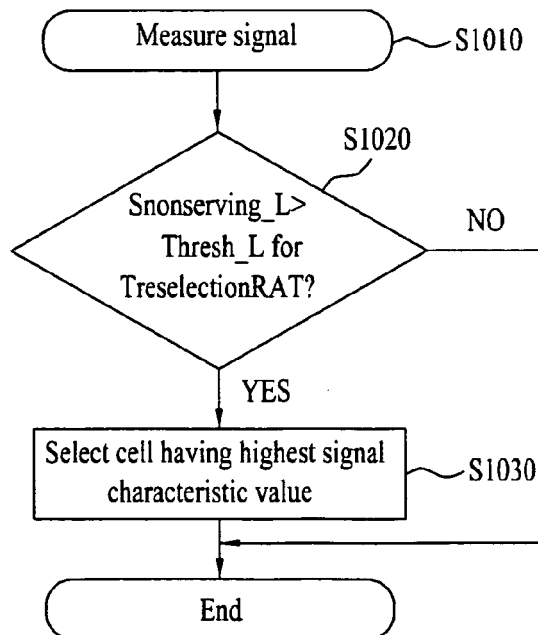 Measure signal
S1010
S1020
Snonserving_L>
Thresh_L for
TreselectionRAT?
NO
YES
Select cell having highest signal
characteristic value
S1030
End